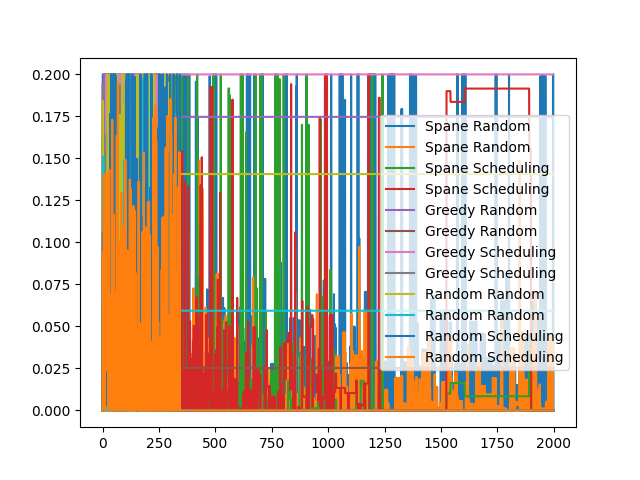 0.200
0.175
0.150
0.125
0.100
0.075
0.050
0.025
0.000
0 250 500 750 1000 1250 1500 1750 2000
Spane Random
Spane Random
Spane Scheduling
Spane Scheduling
Greedy Random
Greedy Random
Greedy Scheduling
Greedy Scheduling
Random Random
Random Random
Random Scheduling
Random Scheduling